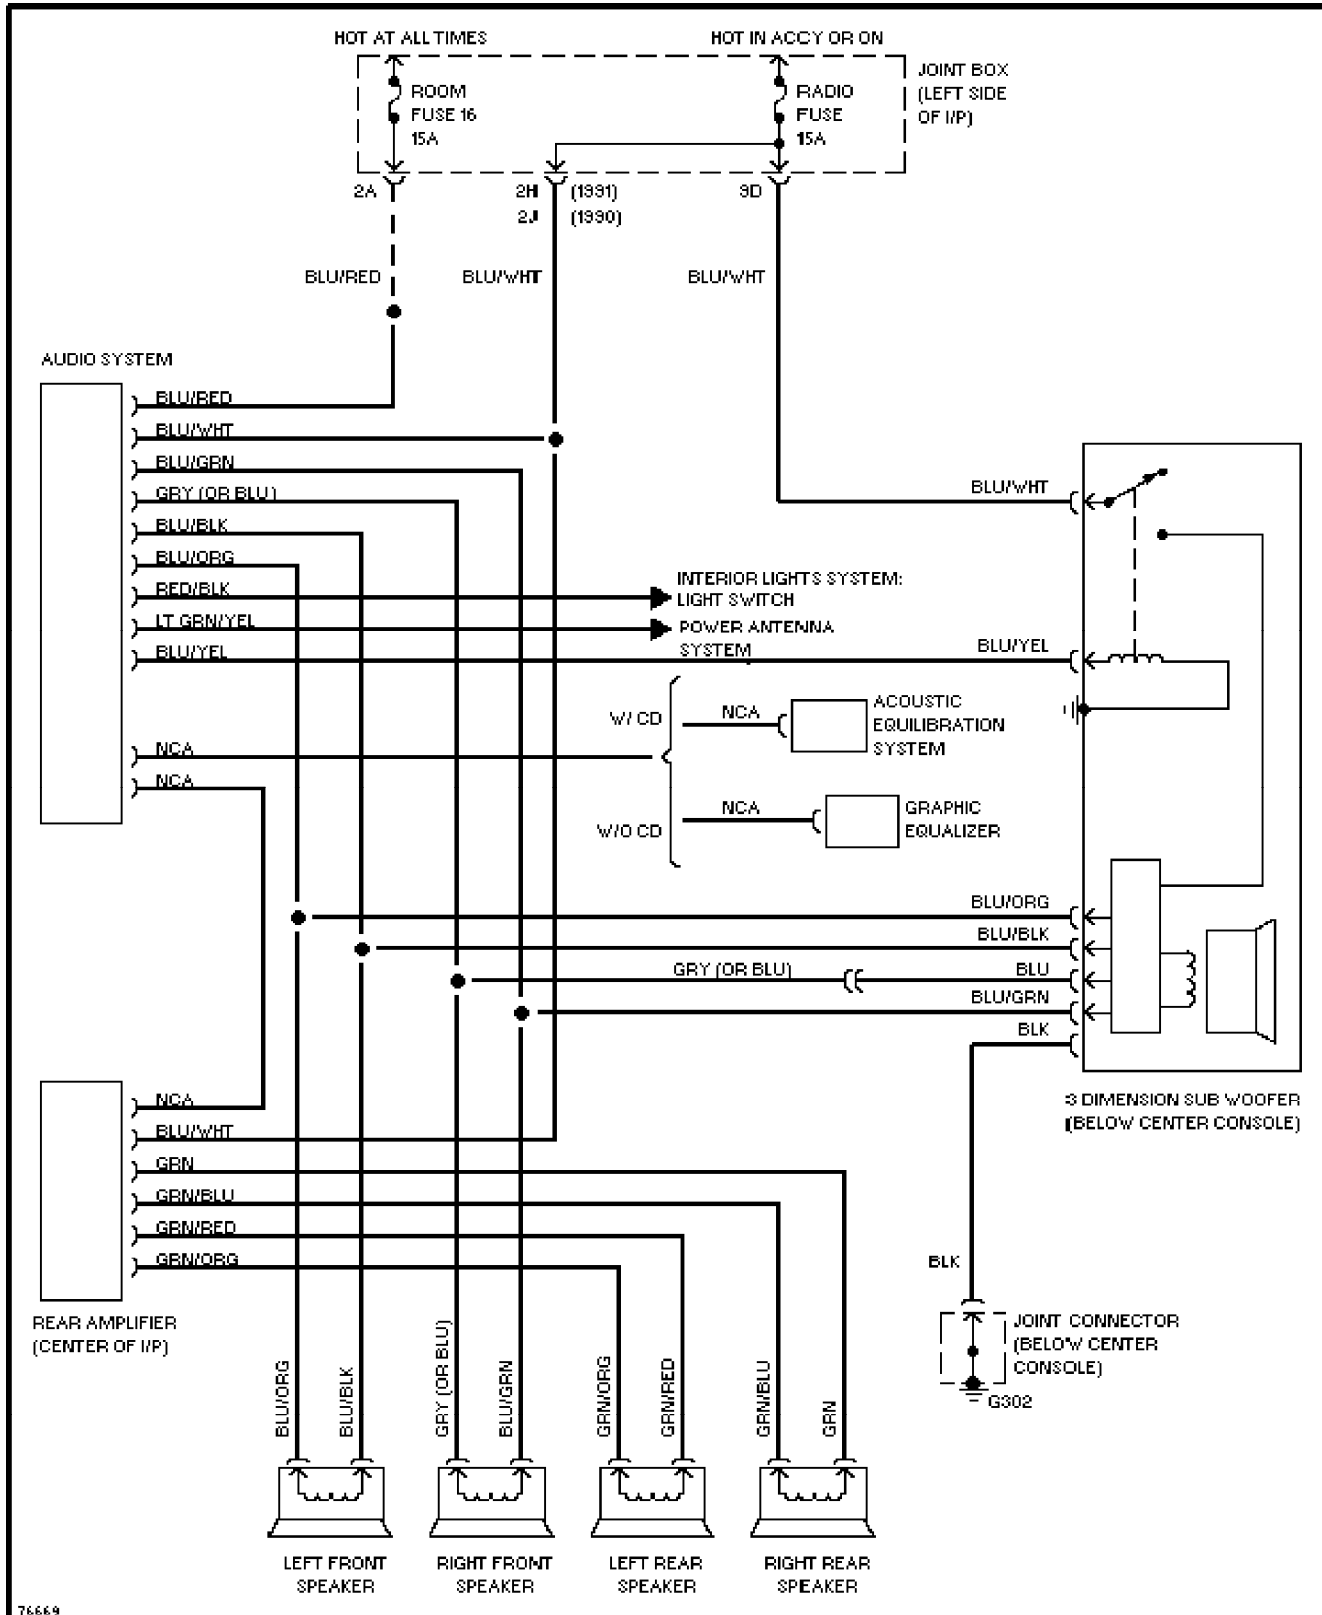 HOT AT ALL TIMES
HOT IN ACCY OR ON
JOINT BOX
(LEFT SIDE
OF I/P)
ROOM
FUSE 16
15A
RADIO
FUSE
15A
2A
2H (1991)
2J (1990)
9D
BLU/RED
BLU/WHT
BLU/WHT
AUDIO SYSTEM
BLU/RED
BLU/WHT
BLU/GRN
GRY (OR BLU)
BLU/BLK
BLU/ORG
RED/BLK
LT GRN/YEL
BLU/YEL
NCA
NCA
BLU/WHT
INTERIOR LIGHTS SYSTEM:
LIGHT SWITCH
POWER ANTENNA
SYSTEM
BLU/YEL
W/ CD
NCA
ACOUSTIC
EQUILIBRATION
SYSTEM
W/O CD
NCA
GRAPHIC
EQUALIZER
BLU/ORG
BLU/BLK
GRY (OR BLU)
BLU
BLU/GRN
BLK
3 DIMENSION SUB WOOFER
(BELOW CENTER CONSOLE)
NCA
BLU/WHT
GRN
GRN/BLU
GRN/RED
GRN/ORG
REAR AMPLIFIER
(CENTER OF I/P)
BLK
JOINT CONNECTOR
(BELOW CENTER
CONSOLE)
G302
BLU/ORG
BLU/BLK
GRY (OR BLU)
BLU/GRN
GRN/ORG
GRN/RED
GRN/BLU
GRN
LEFT FRONT
SPEAKER
RIGHT FRONT
SPEAKER
LEFT REAR
SPEAKER
RIGHT REAR
SPEAKER
76669